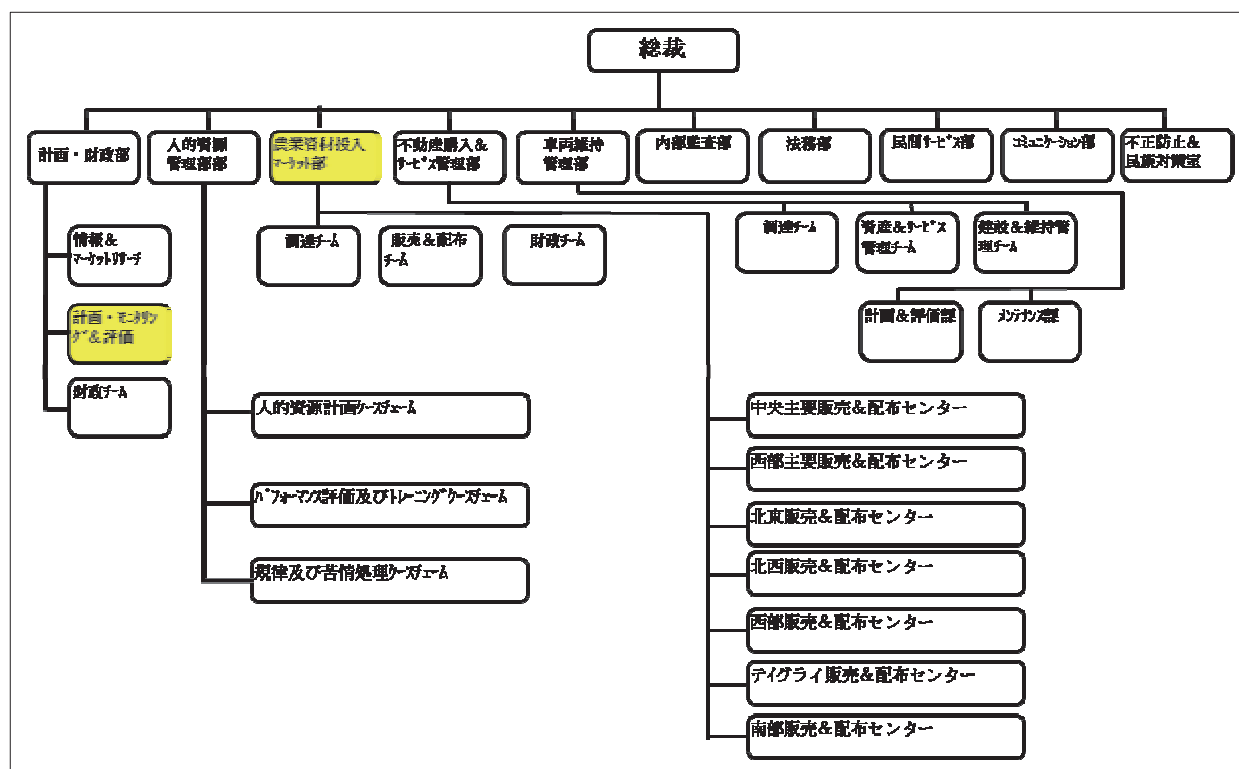 総裁
計画・財政部
人的資源
管理部部
農業資材投入
ﾏｰｹｯﾄ部
不動産購入＆
ｻｰﾋﾞｽ管理部
車両維持
管理部
内部監査部
法務部
民間ｻｰﾋﾞｽ部
ｺﾐｭﾆｹｰｼｮﾝ部
不正防止＆
民族対策室
情報＆
ﾏｰｹｯﾄﾘｻｰﾁ
計画・ﾓﾆﾀﾘﾝ
ｸﾞ＆評価
財政ﾁｰﾑ
調達ﾁｰﾑ
販売＆配布
ﾁｰﾑ
財政ﾁｰﾑ
調達ﾁｰﾑ
資産＆ｻｰﾋﾞｽ
管理ﾁｰﾑ
建設＆維持管
理ﾁｰﾑ
計画＆評価課
ﾒﾝﾃﾅﾝｽ課
人的資源計画ｹｰｽﾁｪｰﾑ
ﾊﾟﾌｫｰﾏﾝｽ評価及びﾄﾚｰﾆﾝｸﾞｹｰｽﾁｪｰﾑ
規律及び苦情処理ｹｰｽﾁｪｰﾑ
中央主要販売＆配布センター
西部主要販売＆配布センター
北東販売＆配布センター
北西販売＆配布センター
西部販売＆配布センター
ティグライ販売＆配布センター
南部販売＆配布センター